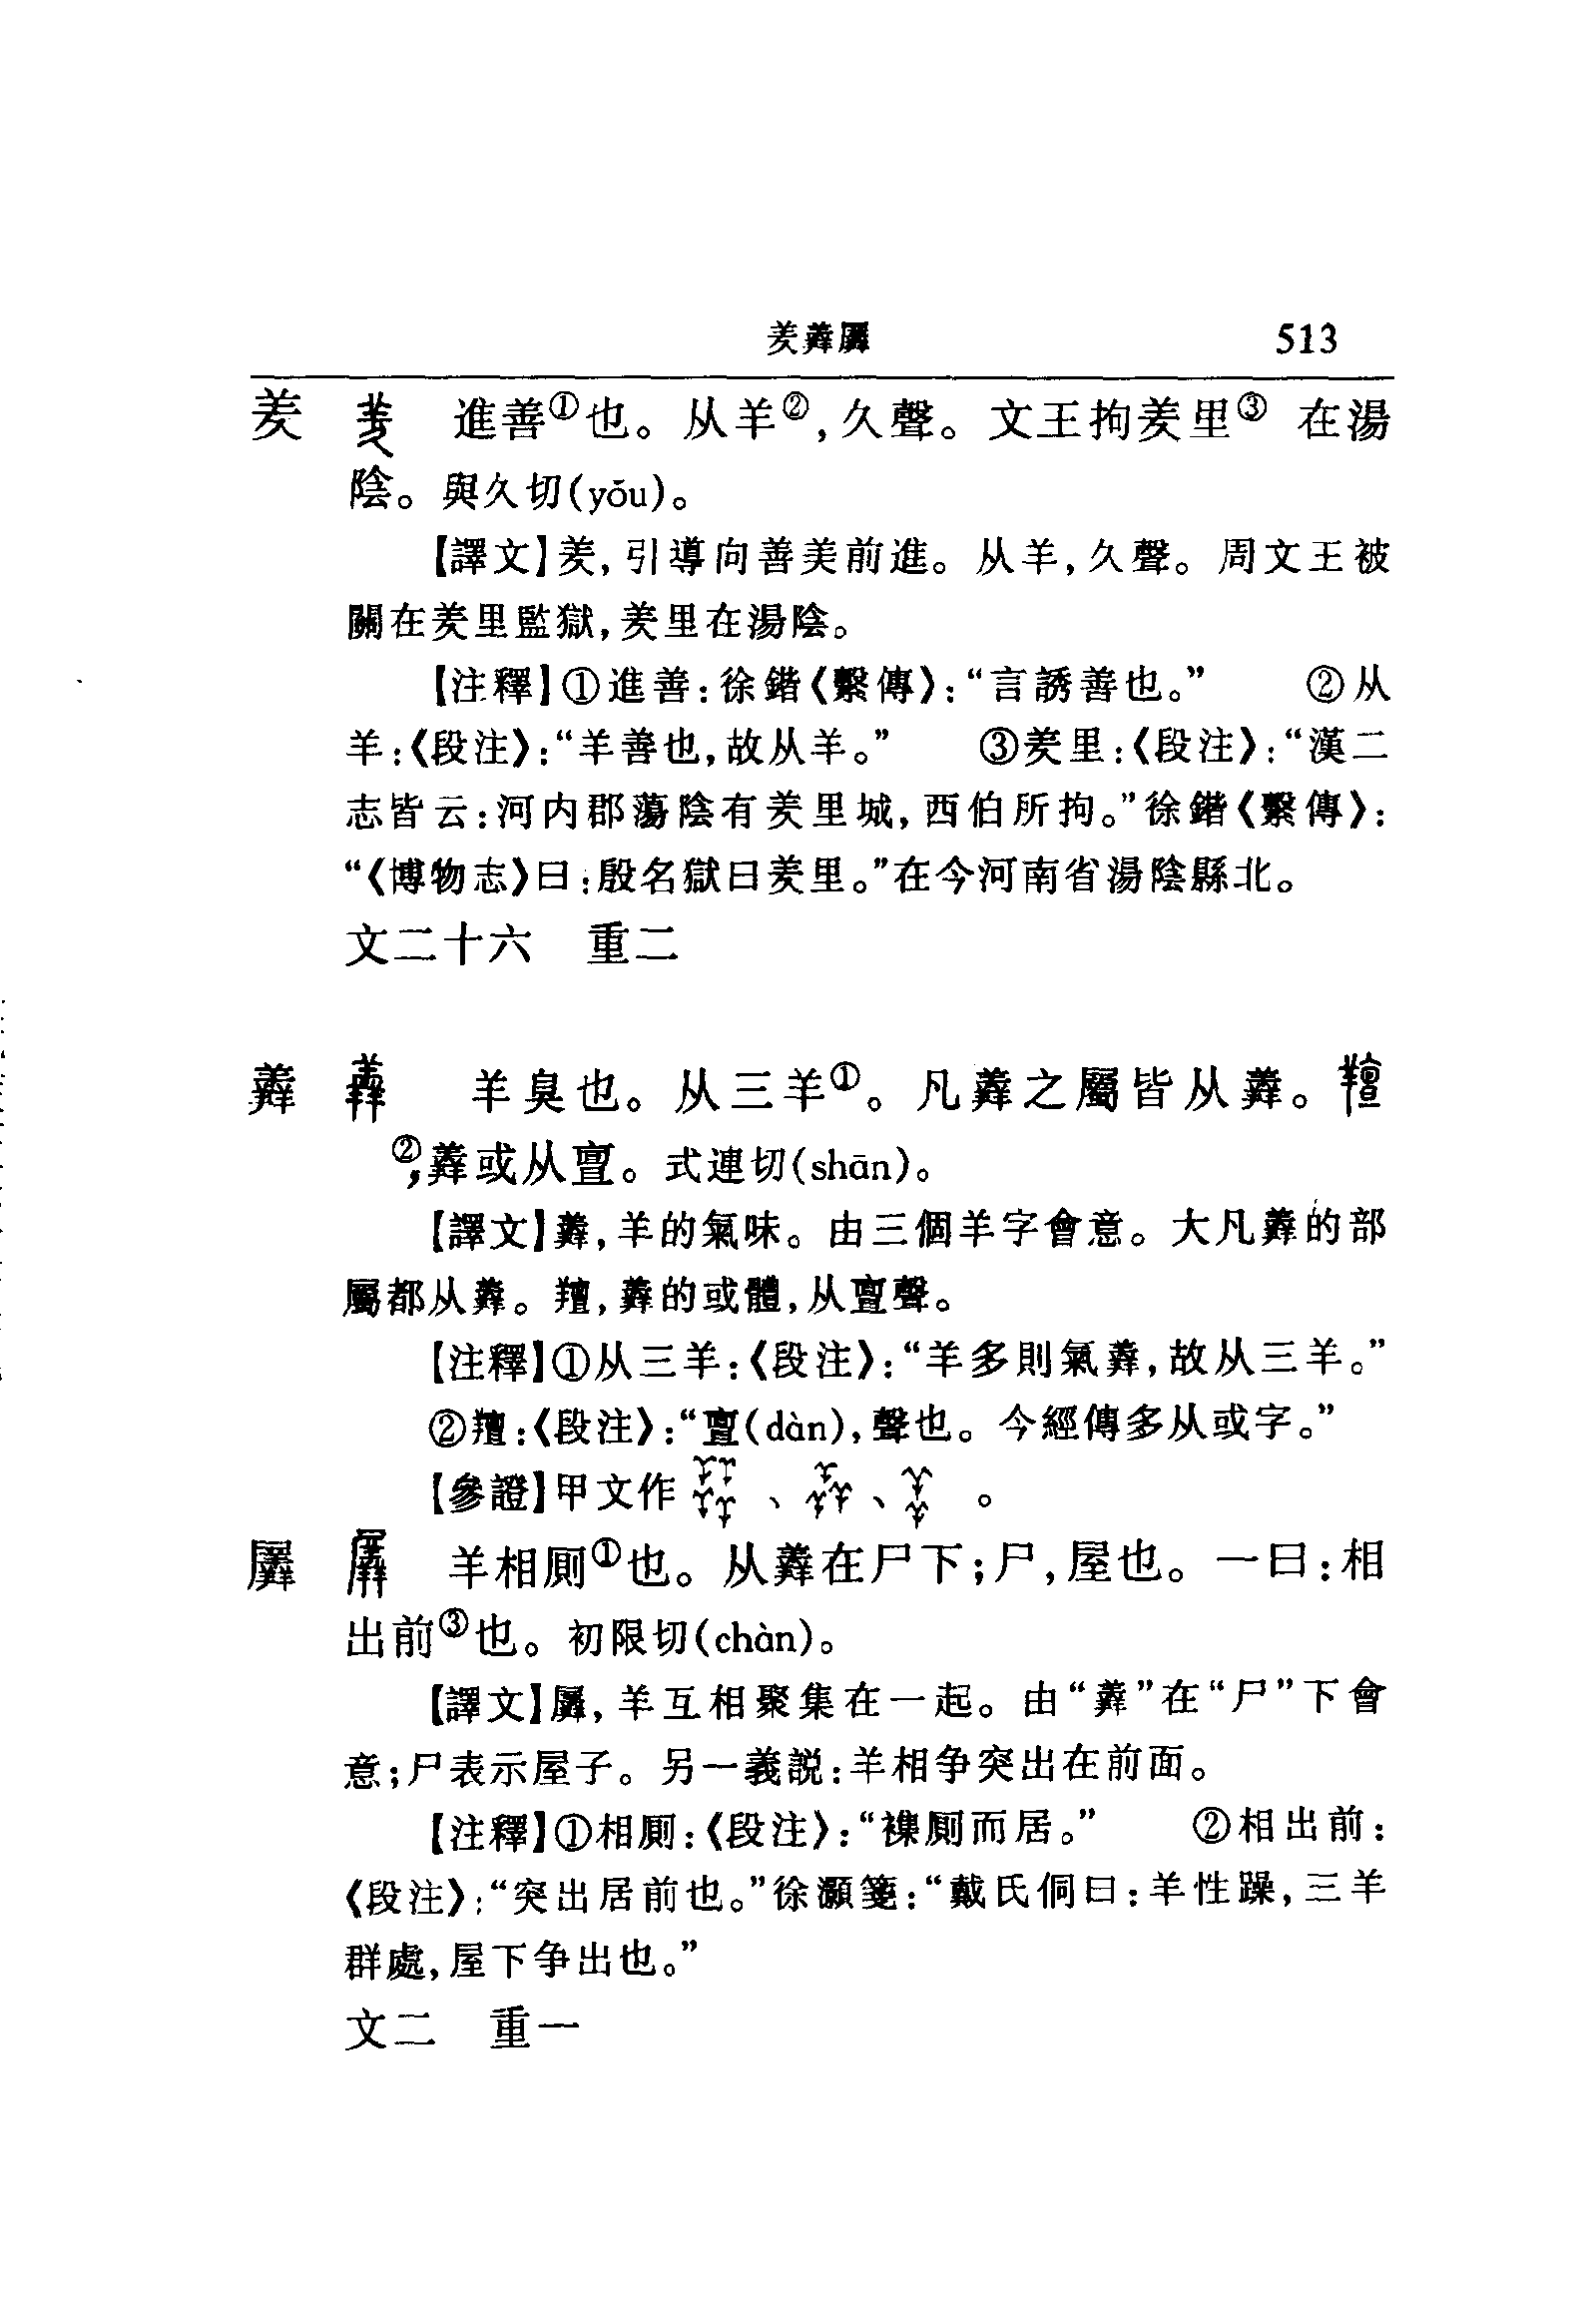 羑羴羼 513
羑 進善①也。从羊②,久聲。文王拘羑里③ 在湯
陰。與久切(yǒu)。
【譯文】羑,引導向善美前進。从羊,久聲。周文王被
關在羑里監獄,羑里在湯陰。
【注釋】①進善:徐鍇《繫傳》:“言誘善也。” ②从
羊:《段注》:“羊善也,故从羊。” ③羑里:《段注》:“漢二
志皆云:河内郡蕩陰有羑里城,西伯所拘。”徐鍇《繫傳》:
“《博物志》曰:殷名獄曰羑里。”在今河南省湯陰縣北。
文二十六 重二
羴 羊臭也。从三羊①。凡羴之屬皆从羴。羶
②,羴或从亶。式連切(shān)。
【譯文】羴,羊的氣味。由三個羊字會意。大凡羴的部
屬都从羴。羶,羴的或體,从亶聲。
【注釋】①从三羊:《段注》:“羊多則氣羴,故从三羊。”
②羶:《段注》:“亶(dàn),聲也。今經傳多从或字。”
【參證】甲文作 、 、 。
羼 羊相厠①也。从羴在尸下;尸,屋也。一曰:相
出前③也。初限切(chàn)。
【譯文】羼,羊互相聚集在一起。由“羴”在“尸”下會
意;尸表示屋子。另一義説:羊相争突出在前面。
【注釋】①相厠:《段注》:“襍厠而居。” ②相出前:
《段注》:“突出居前也。”徐灝箋:“戴氏侗曰:羊性躁,三羊
群處,屋下争出也。”
文二 重一